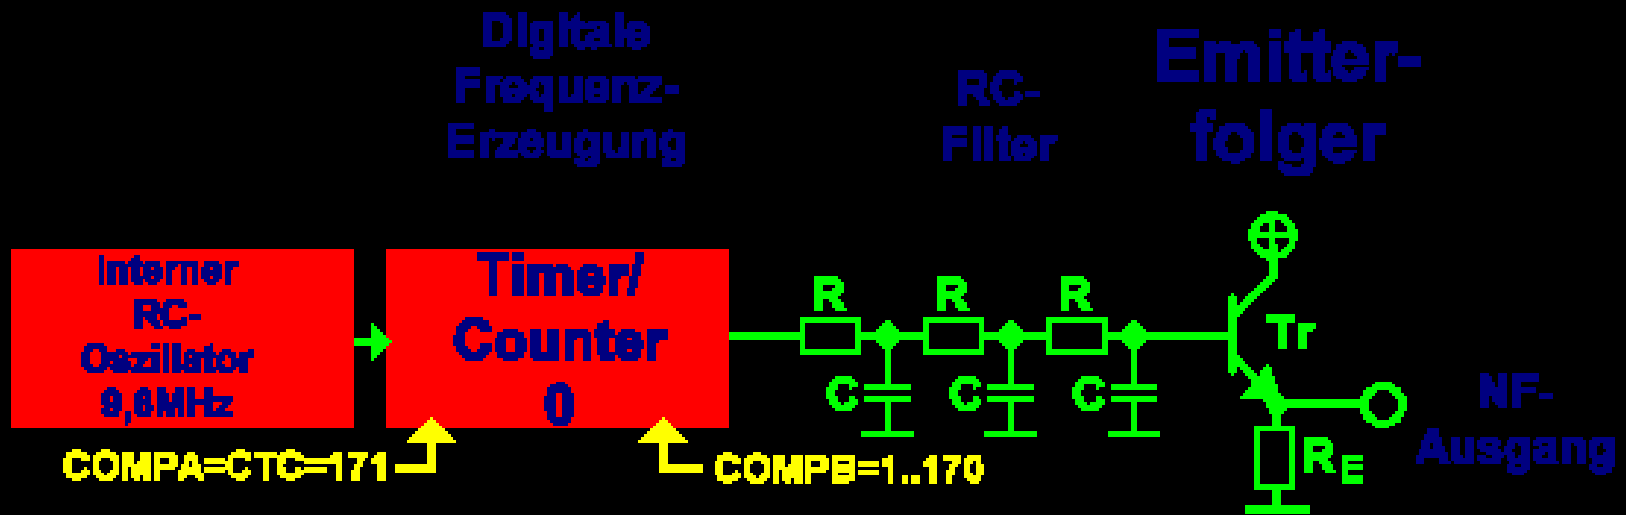 Digitale
Frequenz-
Erzeugung
RC-
Filter
Emitter-
folger
Interner
RC-
Oszillator
9,6MHz
Timer/
Counter
0
R
R
R
C
C
C
Tr
RE
NF-
Ausgang
COMPA=CTC=171
COMPB=1..170